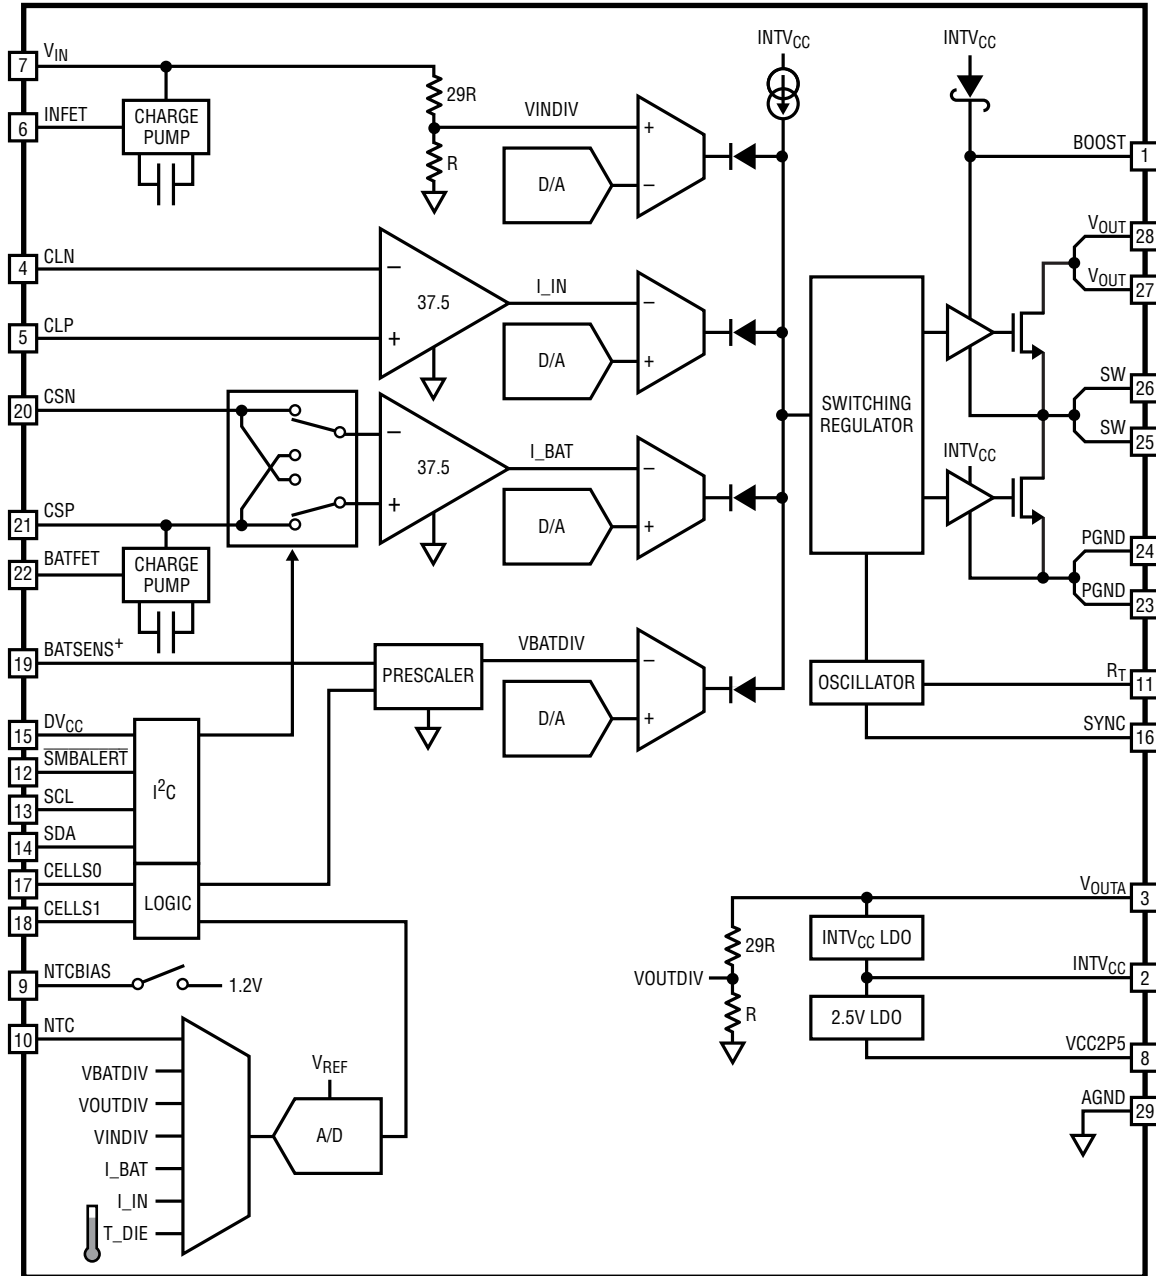 INTVCC
INTVCC
7 VIN
29R
6 INFET
CHARGE
PUMP
VINDIV
+
R
D/A
−
BOOST 1
VOUT 28
VOUT 27
4 CLN
−
37.5
I_IN
−
5 CLP
+
D/A
+
SWITCHING
REGULATOR
SW 26
SW 25
20 CSN
−
37.5
I_BAT
−
INTVCC
21 CSP
+
D/A
+
22 BATFET
CHARGE
PUMP
PGND 24
PGND 23
19 BATSENS+
PRESCALER
VBATDIV
−
D/A
+
OSCILLATOR
RT 11
SYNC 16
15 DVCC
12 SMBALERT
I2C
13 SCL
14 SDA
17 CELLS0
LOGIC
18 CELLS1
VOUTA 3
INTVCC LDO
29R
VOUTDIV
INTVCC 2
R
2.5V LDO
VCC2P5 8
AGND 29
9 NTCBIAS
1.2V
10 NTC
VBATDIV
VOUTDIV
VINDIV
I_BAT
I_IN
T_DIE
VREF
A/D